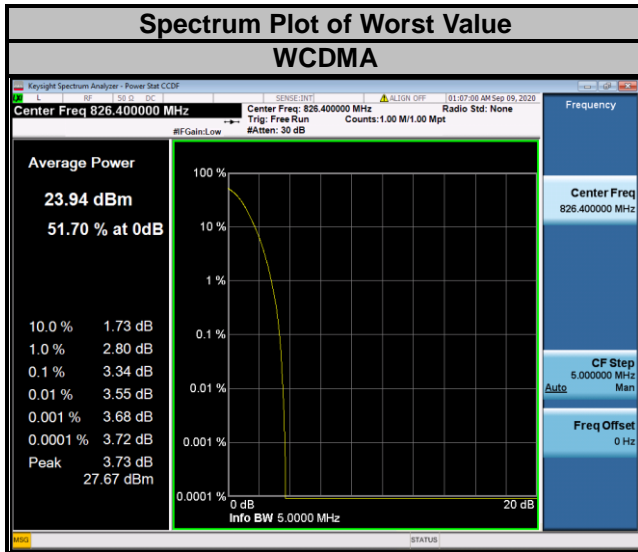 Spectrum Plot of Worst Value
WCDMA
Keysight Spectrum Analyzer - Power Stat CCDF
L RF 50 Ω DC SENSE:INT ALIGN OFF 01:07:00 AM Sep 09, 2020
Center Freq 826.400000 MHz
Center Freq: 826.400000 MHz Radio Std: None
Trig: Free Run Counts:1.00 M/1.00 Mpt
#IFGain:Low #Atten: 30 dB
Frequency
Average Power
23.94 dBm
51.70 % at 0dB
10.0 % 1.73 dB
1.0 % 2.80 dB
0.1 % 3.34 dB
0.01 % 3.55 dB
0.001 % 3.68 dB
0.0001 % 3.72 dB
Peak 3.73 dB
27.67 dBm
100 %
10 %
1 %
0.1 %
0.01 %
0.001 %
0.0001 %
0 dB 20 dB
Info BW 5.0000 MHz
Center Freq
826.400000 MHz
CF Step
5.000000 MHz
Auto Man
Freq Offset
0 Hz
MSG STATUS